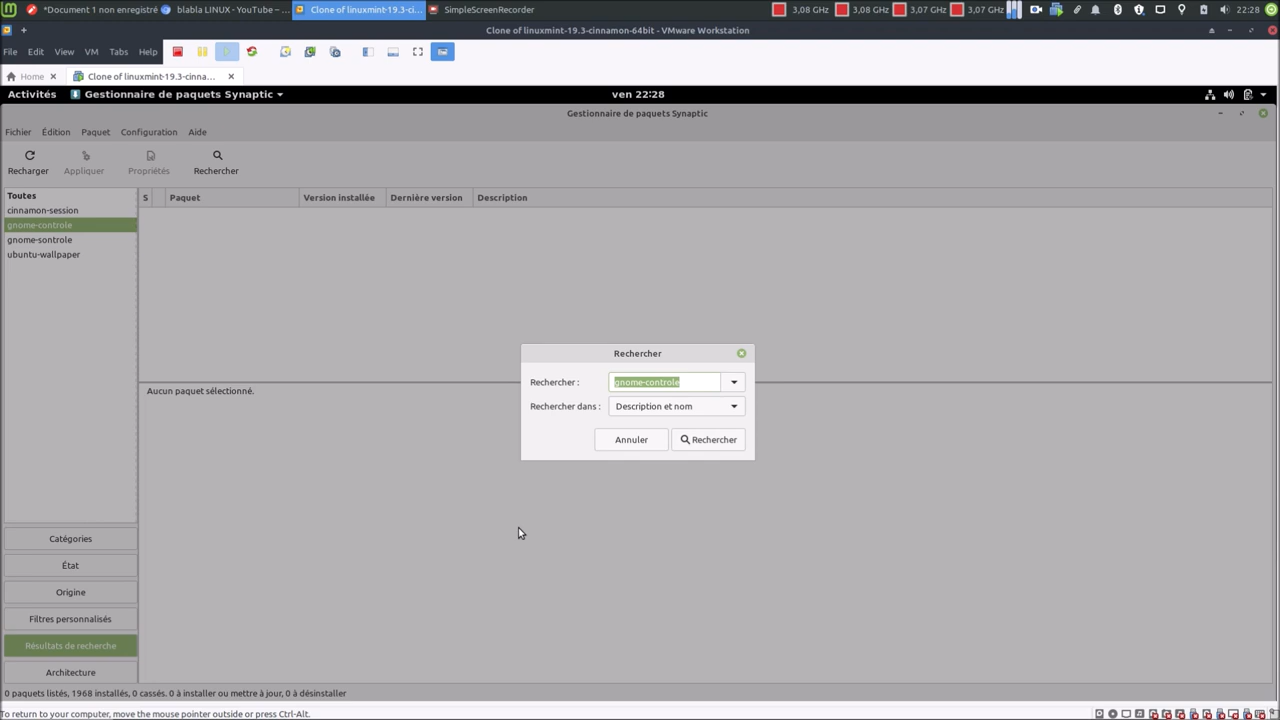 *Document 1 non enregistré
blabla LINUX - YouTube – ...
Clone of linuxmint-19.3-ci...
SimpleScreenRecorder
3,08 GHz
3,08 GHz
3,07 GHz
3,07 GHz
22:28
Clone of linuxmint-19.3-cinnamon-64bit - VMware Workstation
File Edit View VM Tabs Help
Home
Clone of linuxmint-19.3-cinna...
Activités
Gestionnaire de paquets Synaptic
ven 22:28
Gestionnaire de paquets Synaptic
Fichier Édition Paquet Configuration Aide
Recharger Appliquer Propriétés Rechercher
Toutes
cinnamon-session
gnome-controle
gnome-sontrole
ubuntu-wallpaper
S Paquet Version installée Dernière version Description
Aucun paquet sélectionné.
Rechercher
Rechercher : gnome-controle
Rechercher dans : Description et nom
Annuler Rechercher
Catégories
État
Origine
Filtres personnalisés
Résultats de recherche
Architecture
0 paquets listés, 1968 installés, 0 cassés. 0 à installer ou mettre à jour, 0 à désinstaller
To return to your computer, move the mouse pointer outside or press Ctrl-Alt.